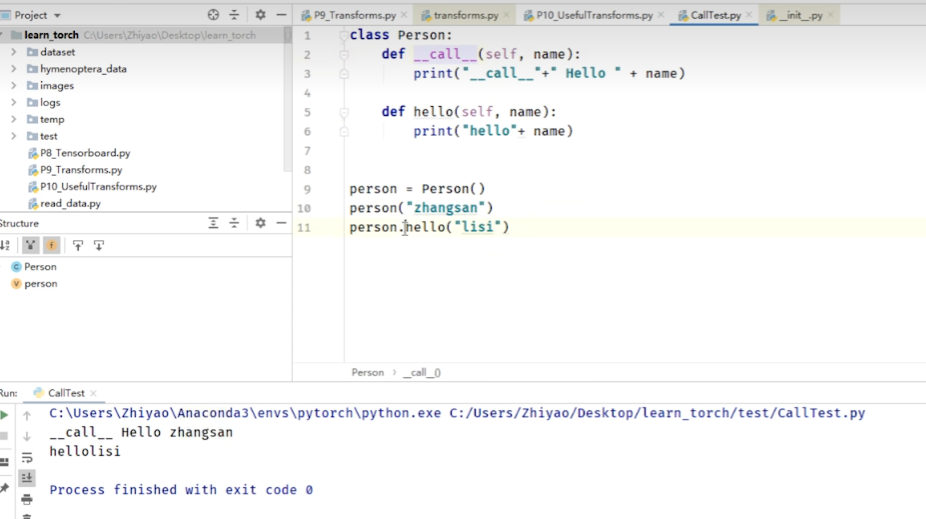 Project
P9_Transforms.py
transforms.py
P10_UsefulTransforms.py
CallTest.py
__init__.py
learn_torch C:\Users\Zhiyao\Desktop\learn_torch
dataset
hymenoptera_data
images
logs
temp
test
P8_Tensorboard.py
P9_Transforms.py
P10_UsefulTransforms.py
read_data.py
Structure
Person
person
1 class Person:
2 def __call__(self, name):
3 print("__call__"+" Hello " + name)
4
5 def hello(self, name):
6 print("hello"+ name)
7
8
9 person = Person()
10 person("zhangsan")
11 person.hello("lisi")
Person > __call__()
Run: CallTest
C:\Users\Zhiyao\Anaconda3\envs\pytorch\python.exe C:/Users/Zhiyao/Desktop/learn_torch/test/CallTest.py
__call__ Hello zhangsan
hellolisi
Process finished with exit code 0